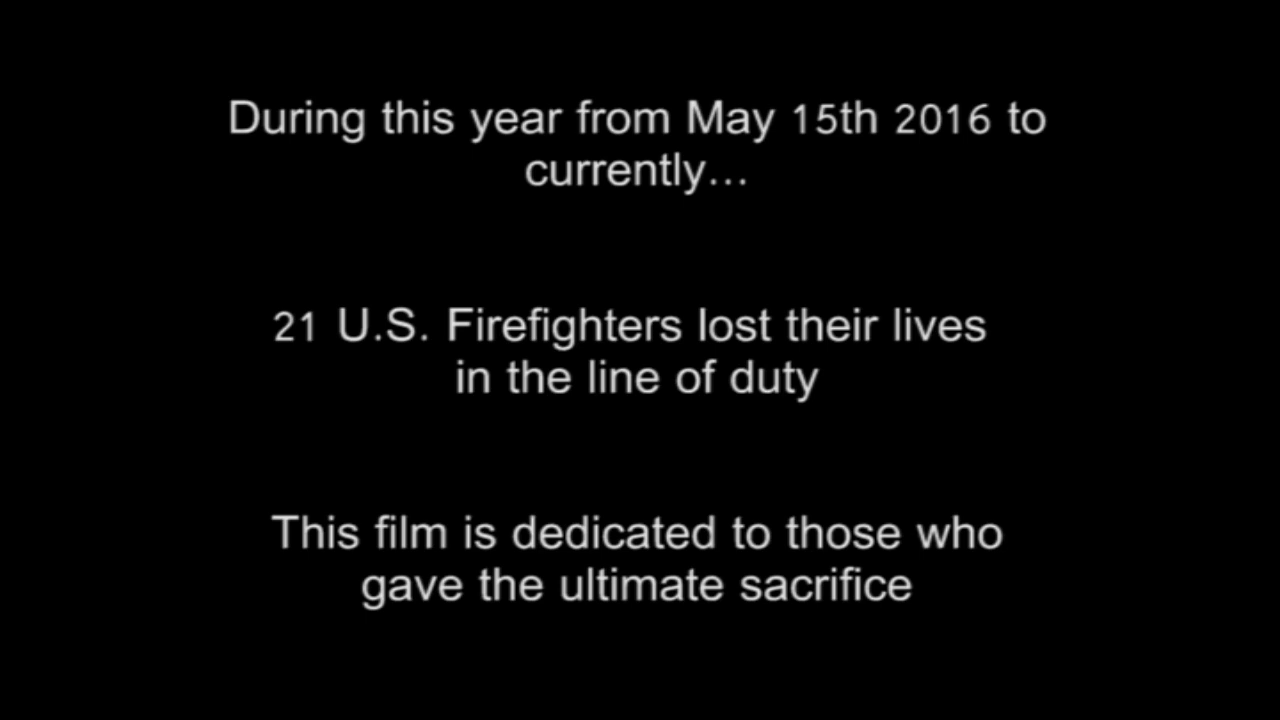 During this year from May 15th 2016 to
currently...
21 U.S. Firefighters lost their lives
in the line of duty
This film is dedicated to those who
gave the ultimate sacrifice